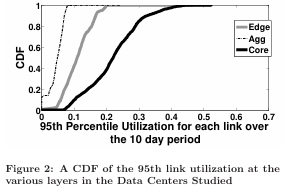 1
0.8
0.6
0.4
0.2
0
CDF
Edge
Agg
Core
0 0.1 0.2 0.3 0.4 0.5 0.6 0.7
95th Percentile Utilization for each link over
the 10 day period
Figure 2: A CDF of the 95th link utilization at the
various layers in the Data Centers Studied